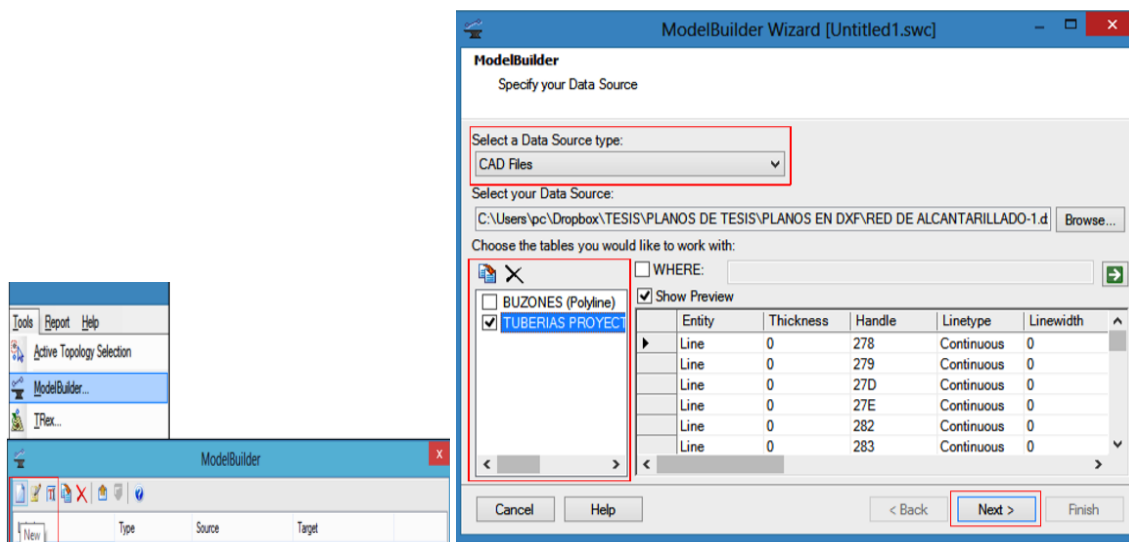 Tools Report Help
Active Topology Selection
ModelBuilder...
TRex...
ModelBuilder
New
Type Source Target
ModelBuilder Wizard [Untitled1.swc]
ModelBuilder
Specify your Data Source
Select a Data Source type:
CAD Files
Select your Data Source:
C:\Users\pc\Dropbox\TESIS\PLANOS DE TESIS\PLANOS EN DXF\RED DE ALCANTARILLADO-1.d Browse...
Choose the tables you would like to work with:
WHERE:
BUZONES (Polyline)
TUBERIAS PROYECT
Show Preview
Entity Thickness Handle Linetype Linewidth
Line 0 278 Continuous 0
Line 0 279 Continuous 0
Line 0 27D Continuous 0
Line 0 27E Continuous 0
Line 0 282 Continuous 0
Line 0 283 Continuous 0
Cancel Help < Back Next > Finish